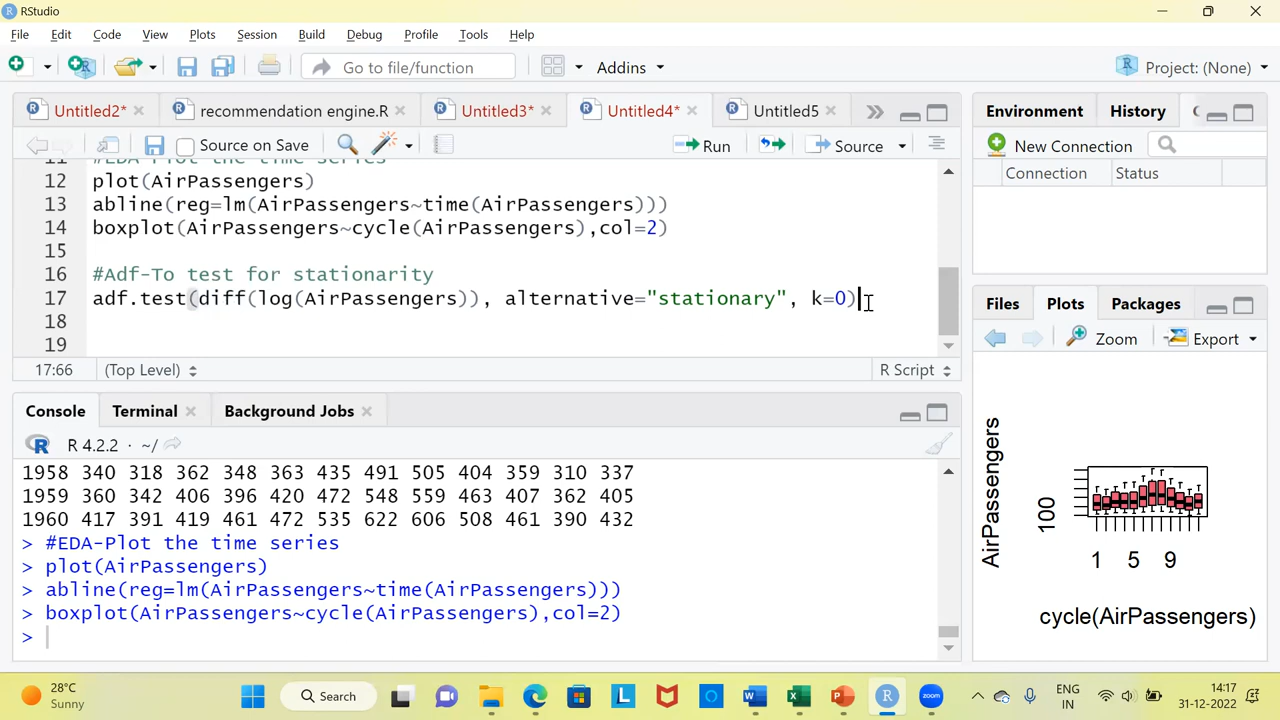 RStudio
File Edit Code View Plots Session Build Debug Profile Tools Help
Go to file/function Addins Project: (None)
Untitled2* recommendation engine.R Untitled3* Untitled4* Untitled5
Source on Save Run Source
11 #EDA-Plot the time series
12 plot(AirPassengers)
13 abline(reg=lm(AirPassengers~time(AirPassengers)))
14 boxplot(AirPassengers~cycle(AirPassengers),col=2)
15
16 #Adf-To test for stationarity
17 adf.test(diff(log(AirPassengers)), alternative="stationary", k=0)
18
19
17:66 (Top Level) R Script
Console Terminal Background Jobs
R 4.2.2 · ~/
1958 340 318 362 348 363 435 491 505 404 359 310 337
1959 360 342 406 396 420 472 548 559 463 407 362 405
1960 417 391 419 461 472 535 622 606 508 461 390 432
> #EDA-Plot the time series
> plot(AirPassengers)
> abline(reg=lm(AirPassengers~time(AirPassengers)))
> boxplot(AirPassengers~cycle(AirPassengers),col=2)
>
Environment History
New Connection
Connection Status
Files Plots Packages
Zoom Export
AirPassengers
100
1 5 9
cycle(AirPassengers)
28°C
Sunny
Search
ENG
IN
14:17
31-12-2022